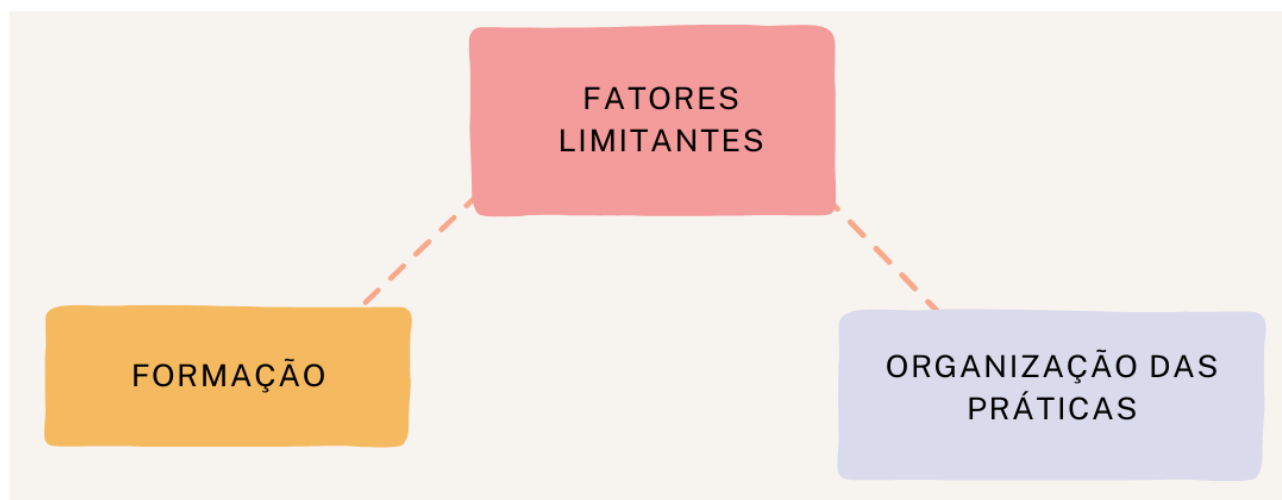 FATORES
LIMITANTES
FORMAÇÃO
ORGANIZAÇÃO DAS
PRÁTICAS